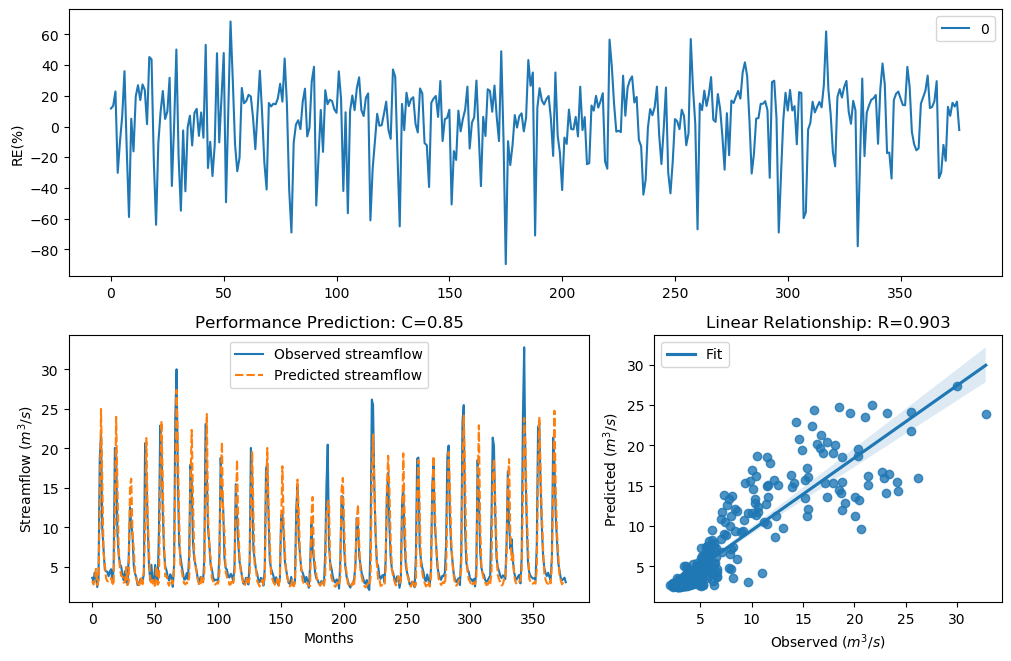 0
RE(%)
60
40
20
0
−20
−40
−60
−80
0 50 100 150 200 250 300 350
Performance Prediction: C=0.85
Observed streamflow
Predicted streamflow
Streamflow (m³/s)
30
25
20
15
10
5
0 50 100 150 200 250 300 350
Months
Linear Relationship: R=0.903
Fit
Predicted (m³/s)
30
25
20
15
10
5
5 10 15 20 25 30
Observed (m³/s)